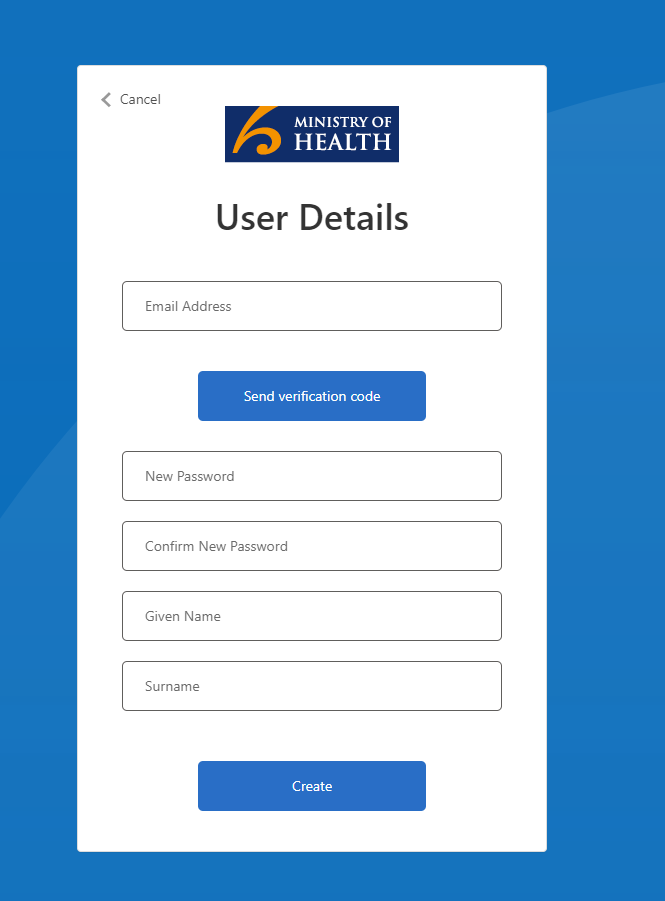 Cancel
MINISTRY OF
HEALTH
User Details
Email Address
Send verification code
New Password
Confirm New Password
Given Name
Surname
Create